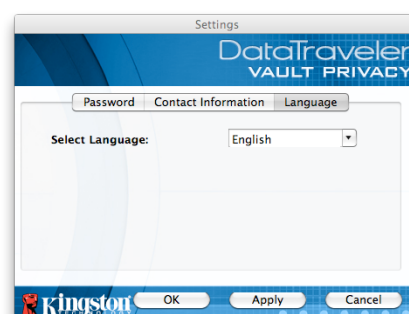 Settings
DataTraveler
VAULT PRIVACY
Password Contact Information Language
Select Language: English
Kingston OK Apply Cancel